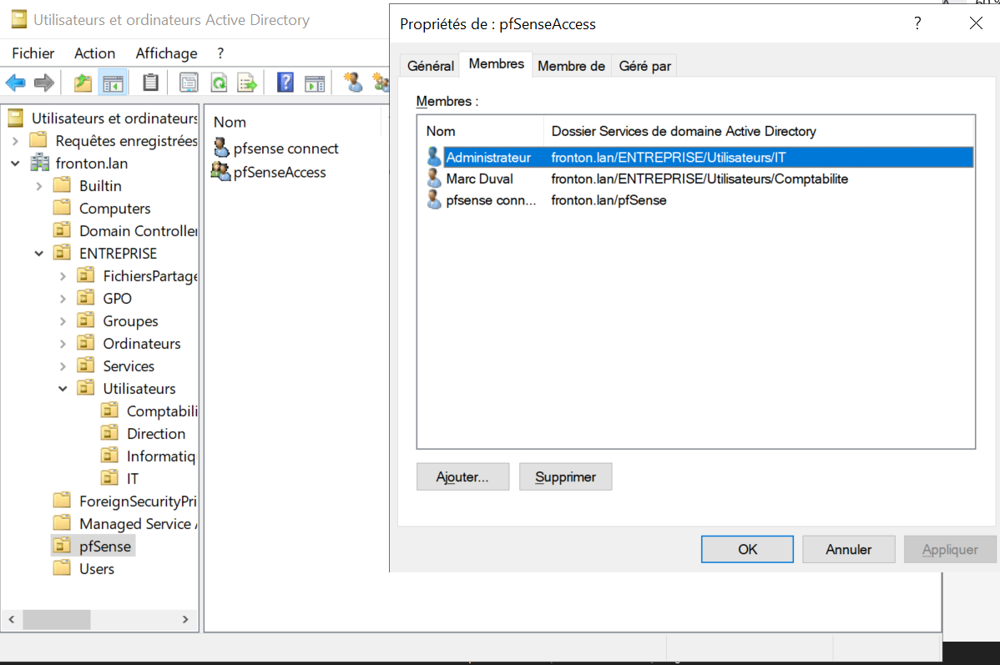 Utilisateurs et ordinateurs Active Directory
Fichier Action Affichage ?
Utilisateurs et ordinateurs
Requêtes enregistrées
fronton.lan
Builtin
Computers
Domain Controller
ENTREPRISE
FichiersPartage
GPO
Groupes
Ordinateurs
Services
Utilisateurs
Comptabili
Direction
Informatiq
IT
ForeignSecurityPri
Managed Service
pfSense
Users
Nom
pfsense connect
pfSenseAccess
Propriétés de : pfSenseAccess
?
Général Membres Membre de Géré par
Membres :
Nom Dossier Services de domaine Active Directory
Administrateur fronton.lan/ENTREPRISE/Utilisateurs/IT
Marc Duval fronton.lan/ENTREPRISE/Utilisateurs/Comptabilite
pfsense conn... fronton.lan/pfSense
Ajouter... Supprimer
OK Annuler Appliquer